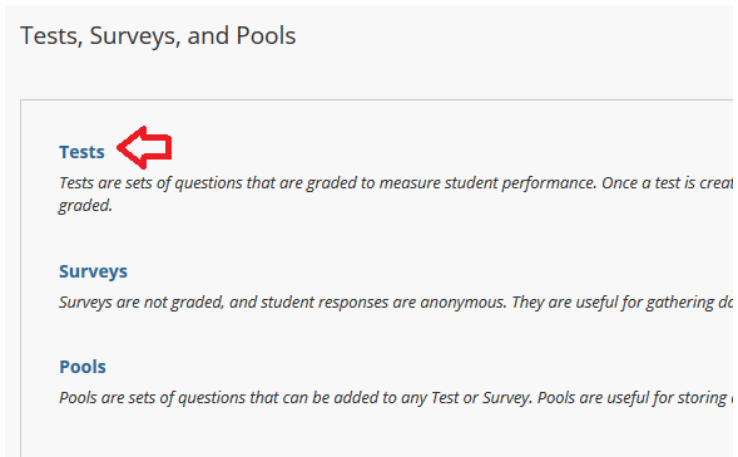 Tests, Surveys, and Pools
Tests
Tests are sets of questions that are graded to measure student performance. Once a test is
graded.
Surveys
Surveys are not graded, and student responses are anonymous. They are useful for gathering
Pools
Pools are sets of questions that can be added to any Test or Survey. Pools are useful for storing